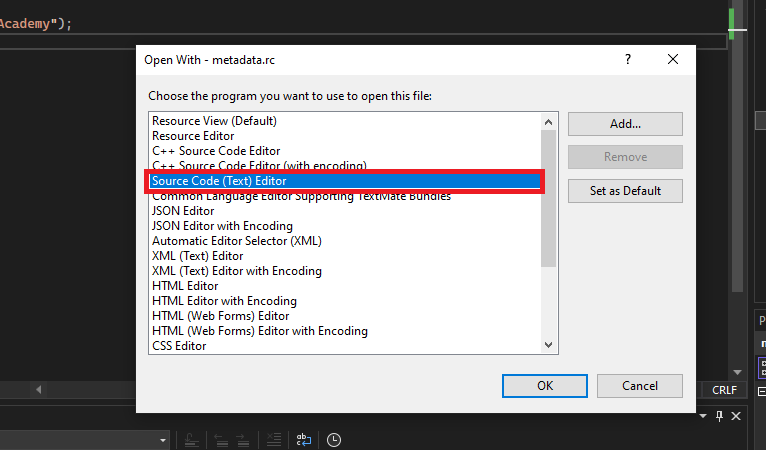 Academy");
Open With - metadata.rc
?
Choose the program you want to use to open this file:
Resource View (Default)
Resource Editor
C++ Source Code Editor
C++ Source Code Editor (with encoding)
Source Code (Text) Editor
Common Language Editor Supporting TextMate Bundles
JSON Editor
JSON Editor with Encoding
Automatic Editor Selector (XML)
XML (Text) Editor
XML (Text) Editor with Encoding
HTML Editor
HTML Editor with Encoding
HTML (Web Forms) Editor
HTML (Web Forms) Editor with Encoding
CSS Editor
Add...
Remove
Set as Default
OK
Cancel
CRLF